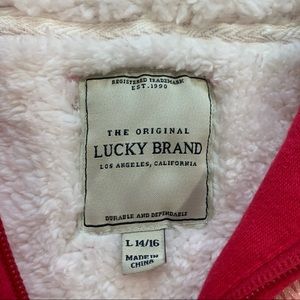 REGISTERED TRADEMARK
EST. 1990
THE ORIGINAL
LUCKY BRAND
LOS ANGELES, CALIFORNIA
DURABLE AND DEPENDABLE
L 14/16
MADE IN
CHINA